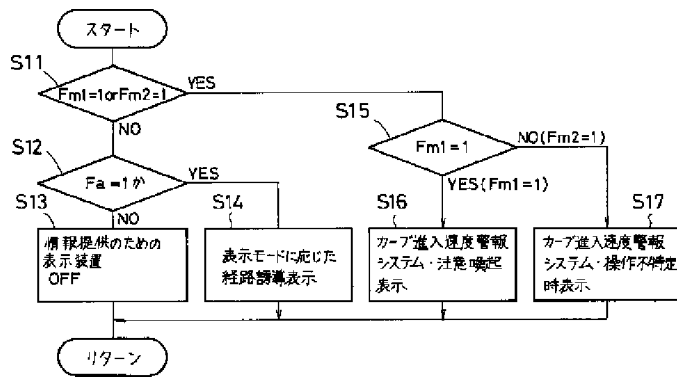 スタート
S11
Fm1=1orFm2=1
YES
NO
S12
Fa=1か
YES
NO
S13
情報提供のための
表示装置
OFF
S14
表示モードに応じた
経路誘導表示
S15
Fm1=1
NO(Fm2=1)
YES(Fm1=1)
S16
カーブ進入速度警報
システム・注意喚起
表示
S17
カーブ進入速度警報
システム・操作不特定
時表示
リターン